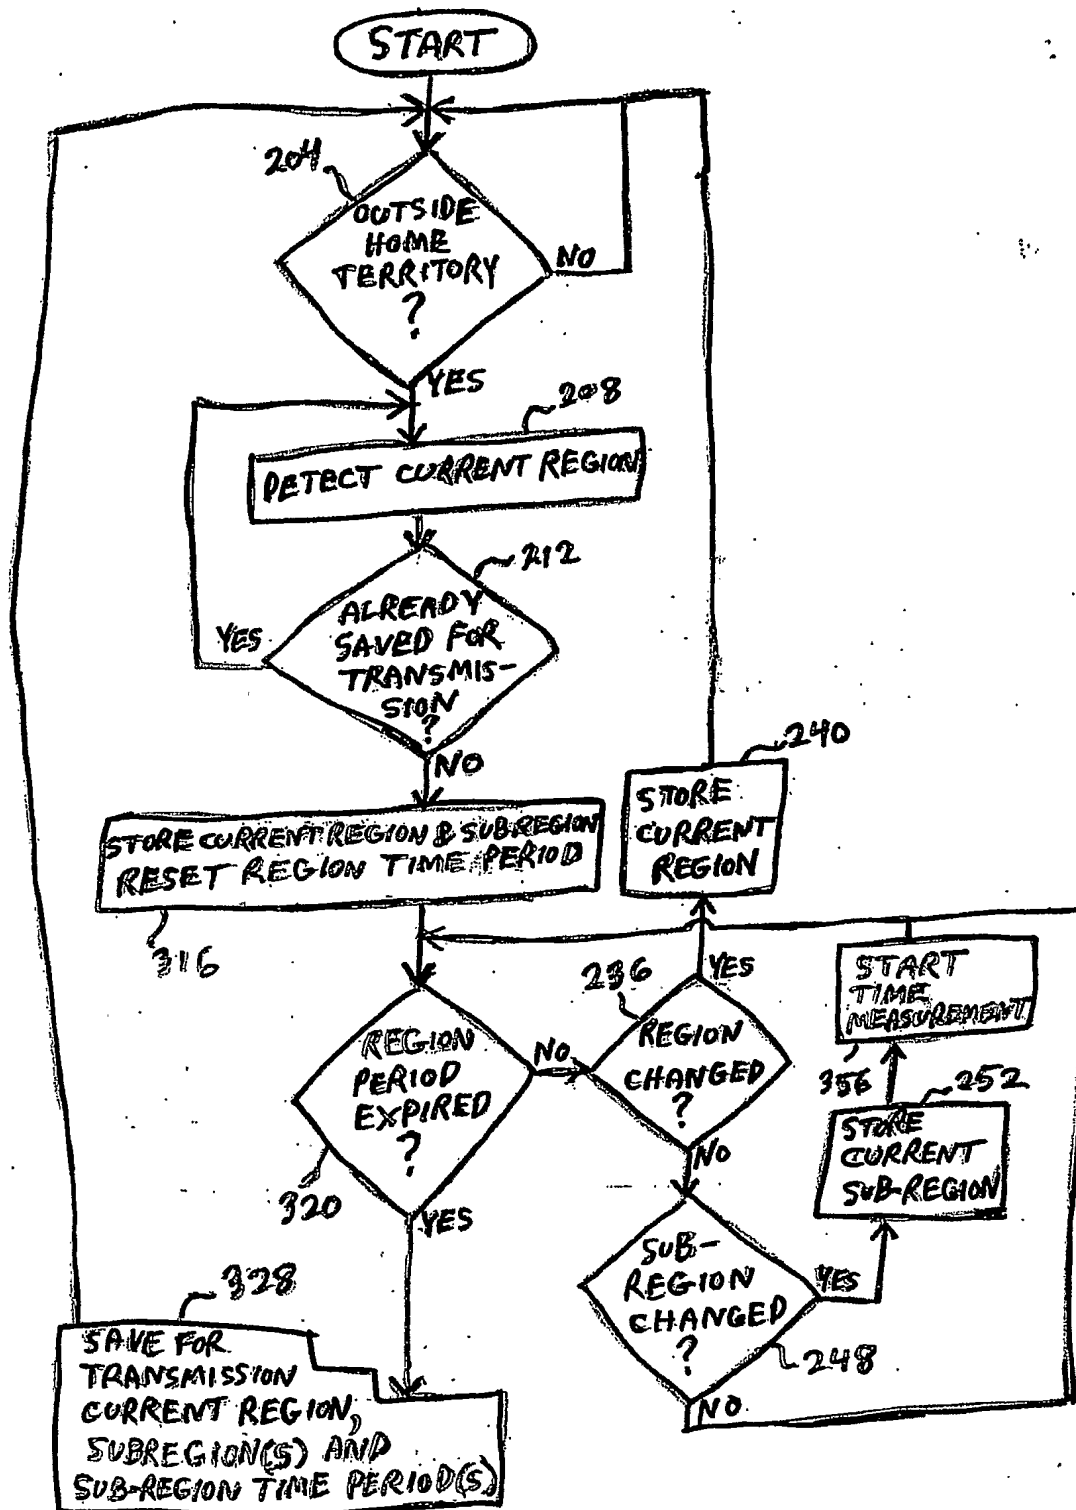 START
204
OUTSIDE
HOME
TERRITORY
?
NO
YES
208
DETECT CURRENT REGION
212
ALREADY
SAVED FOR
TRANSMIS-
SION
?
YES
NO
240
STORE
CURRENT
REGION
STORE CURRENT REGION & SUBREGION
RESET REGION TIME PERIOD
316
236
YES
START
TIME
MEASUREMENT
356
REGION
PERIOD
EXPIRED
?
NO
REGION
CHANGED
?
252
STORE
CURRENT
SUB-REGION
NO
320
YES
SUB-
REGION
CHANGED
?
YES
248
NO
328
SAVE FOR
TRANSMISSION
CURRENT REGION,
SUBREGION(S) AND
SUB-REGION TIME PERIOD(S)